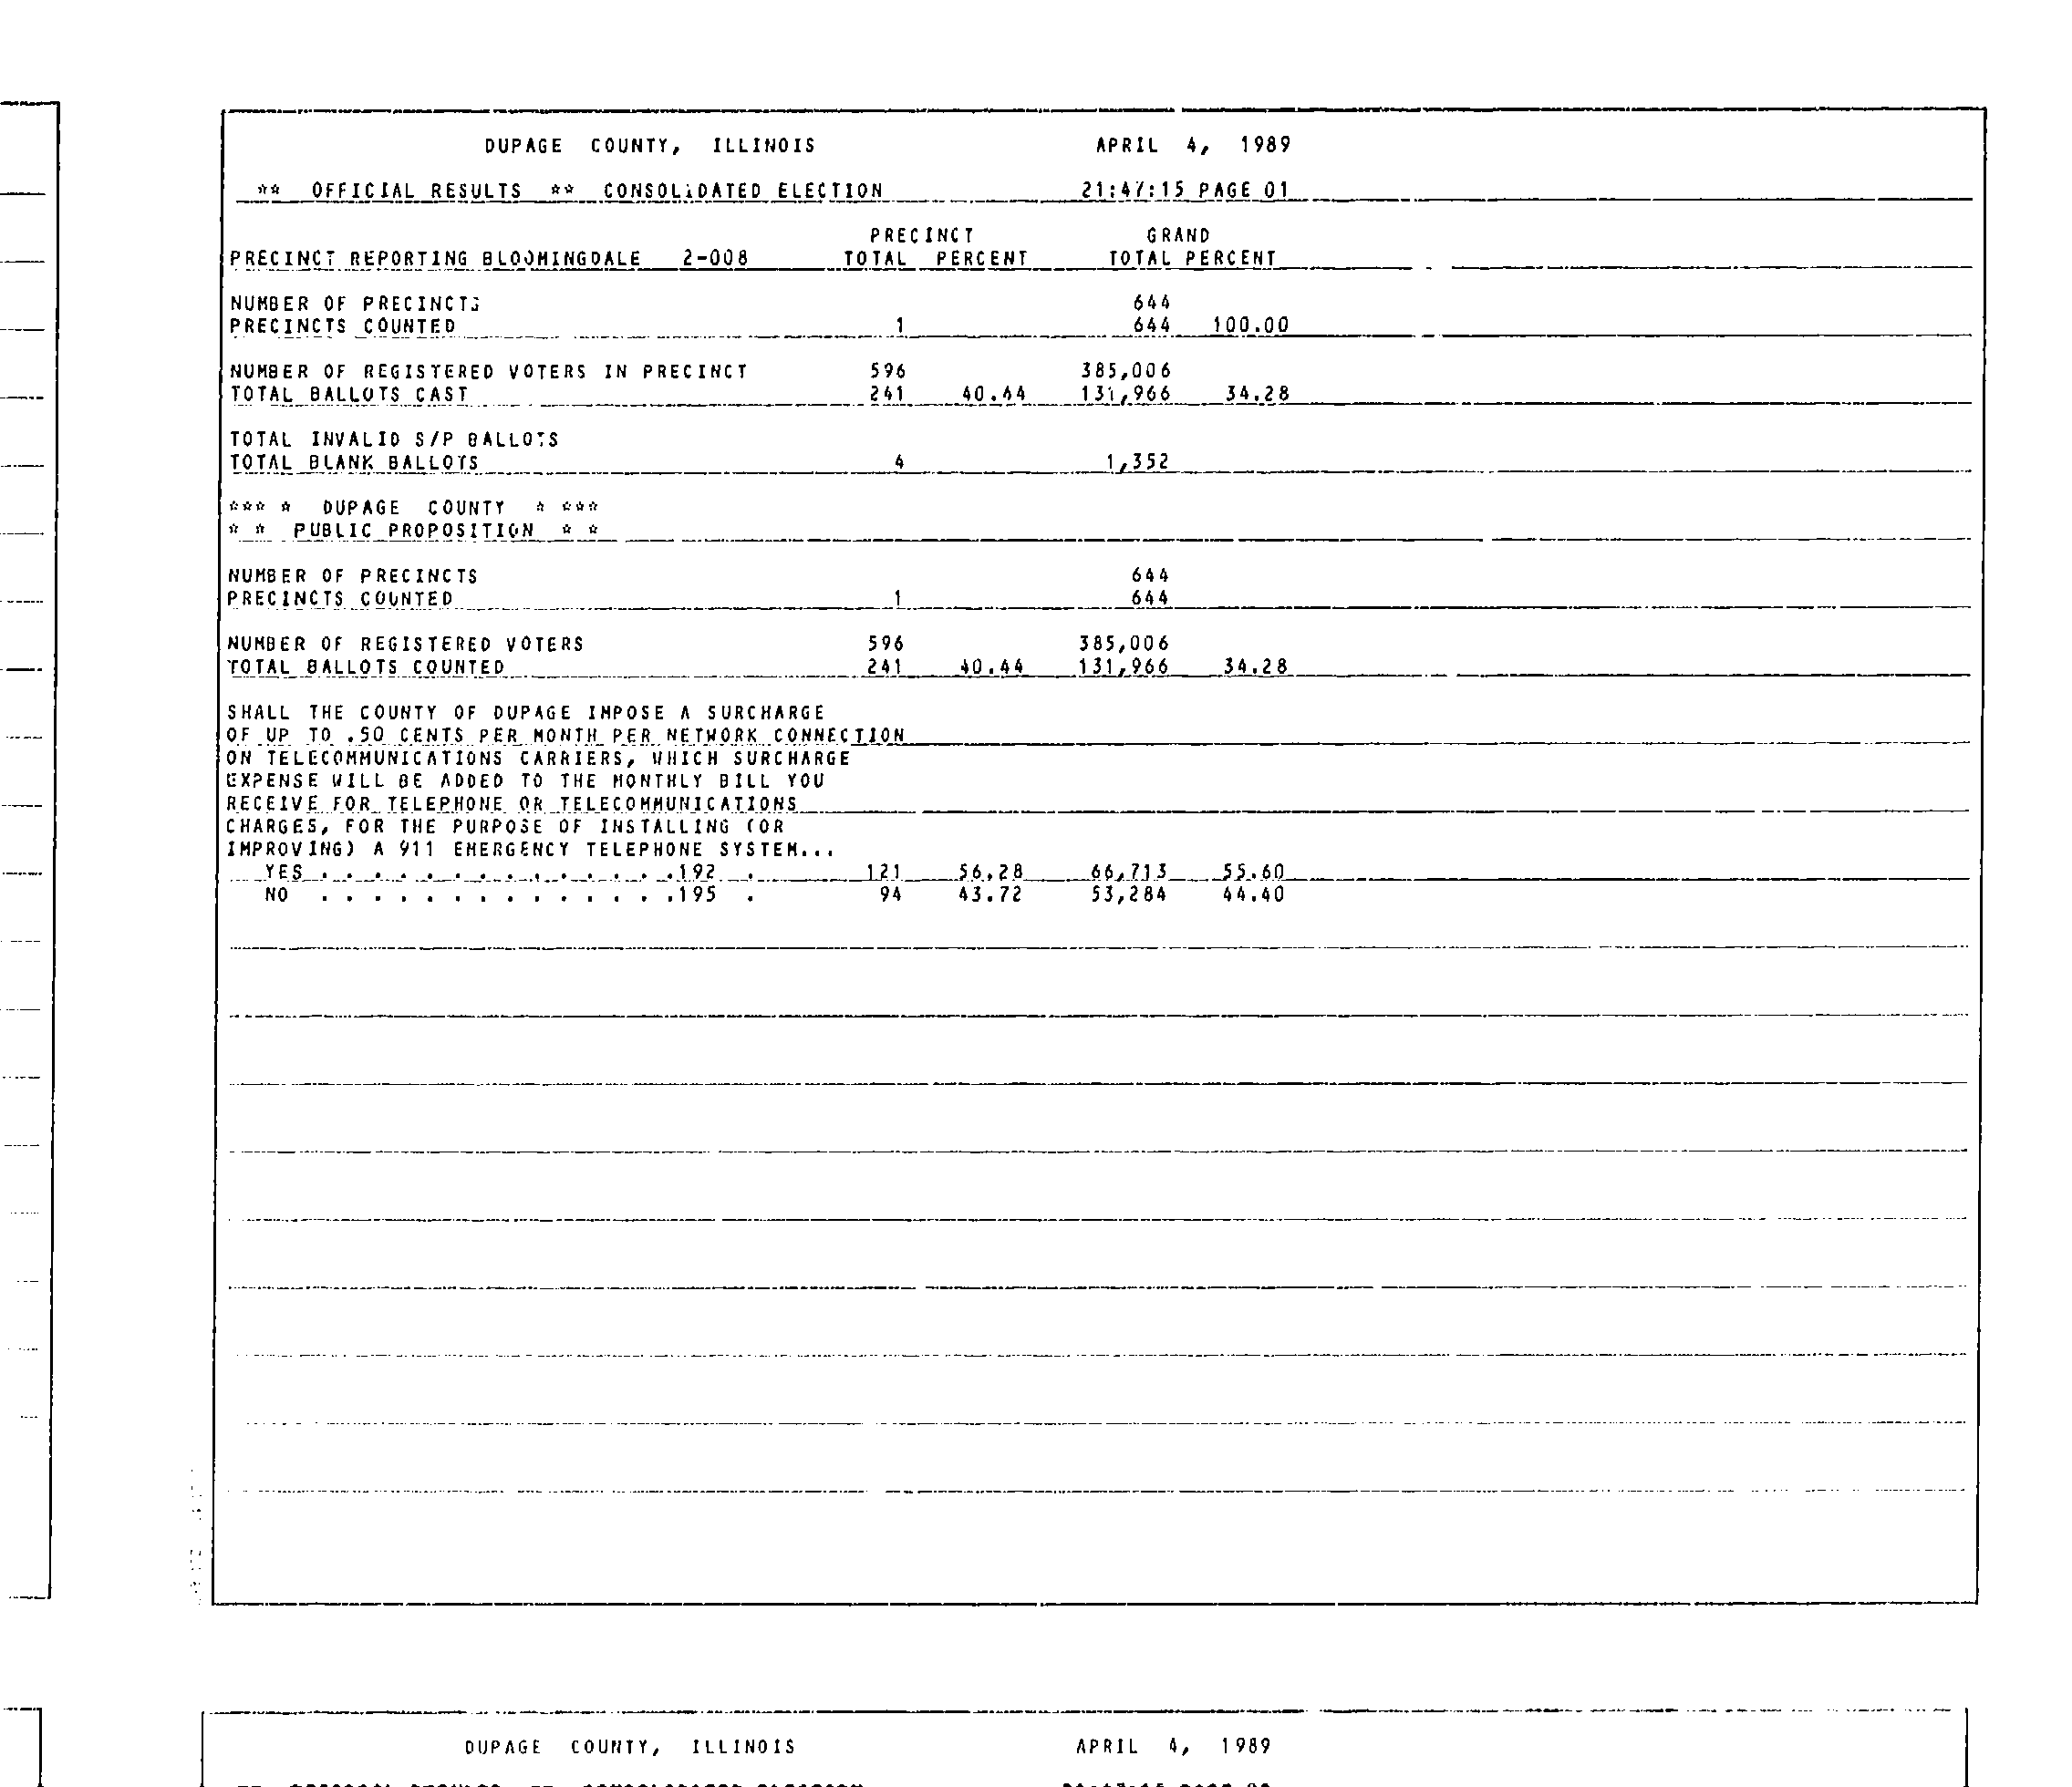 DUPAGE COUNTY, ILLINOIS APRIL 4, 1989
** OFFICIAL RESULTS ** CONSOLIDATED ELECTION 21:47:15 PAGE 01
PRECINCT GRAND
PRECINCT REPORTING BLOOMINGDALE 2-008 TOTAL PERCENT TOTAL PERCENT
NUMBER OF PRECINCTS 644
PRECINCTS COUNTED 1 644 100.00
NUMBER OF REGISTERED VOTERS IN PRECINCT 596 385,006
TOTAL BALLOTS CAST 241 40.44 131,966 34.28
TOTAL INVALID S/P BALLOTS
TOTAL BLANK BALLOTS 4 1,352
*** * DUPAGE COUNTY * ***
* * PUBLIC PROPOSITION * *
NUMBER OF PRECINCTS 644
PRECINCTS COUNTED 1 644
NUMBER OF REGISTERED VOTERS 596 385,006
TOTAL BALLOTS COUNTED 241 40.44 131,966 34.28
SHALL THE COUNTY OF DUPAGE IMPOSE A SURCHARGE
OF UP TO .50 CENTS PER MONTH PER NETWORK CONNECTION
ON TELECOMMUNICATIONS CARRIERS, WHICH SURCHARGE
EXPENSE WILL BE ADDED TO THE MONTHLY BILL YOU
RECEIVE FOR TELEPHONE OR TELECOMMUNICATIONS
CHARGES, FOR THE PURPOSE OF INSTALLING (OR
IMPROVING) A 911 EMERGENCY TELEPHONE SYSTEM...
YES . . . . . . . . . . . . . .192 . 121 56.28 66,713 55.60
NO . . . . . . . . . . . . . .195 . 94 43.72 53,284 44.40
DUPAGE COUNTY, ILLINOIS APRIL 4, 1989